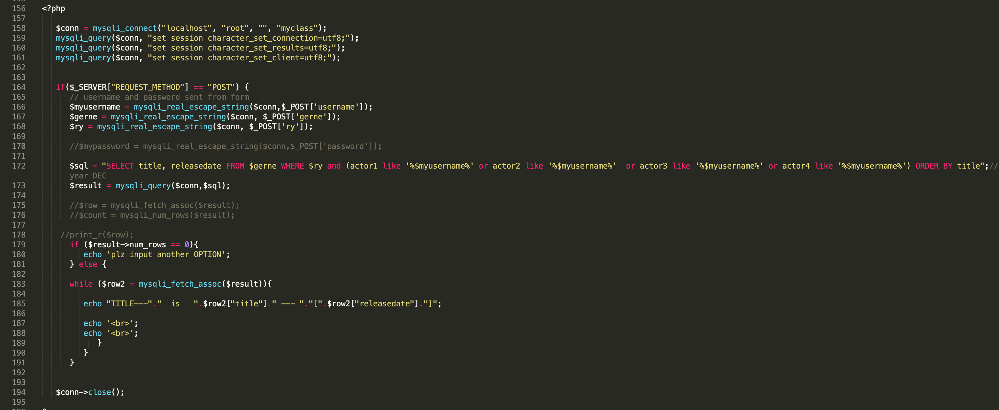 156 <?php
157
158 $conn = mysqli_connect("localhost", "root", "", "myclass");
159 mysqli_query($conn, "set session character_set_connection=utf8;");
160 mysqli_query($conn, "set session character_set_results=utf8;");
161 mysqli_query($conn, "set session character_set_client=utf8;");
162
163
164 if($_SERVER["REQUEST_METHOD"] == "POST") {
165 // username and password sent from form
166 $myusername = mysqli_real_escape_string($conn,$_POST['username']);
167 $gerne = mysqli_real_escape_string($conn, $_POST['gerne']);
168 $ry = mysqli_real_escape_string($conn, $_POST['ry']);
169
170 //$mypassword = mysqli_real_escape_string($conn,$_POST['password']);
171
172 $sql = "SELECT title, releasedate FROM $gerne WHERE $ry and (actor1 like '%$myusername%' or actor2 like '%$myusername%'  or actor3 like '%$myusername%' or actor4 like '%$myusername%') ORDER BY title";//
year DEC
173 $result = mysqli_query($conn,$sql);
174
175 //$row = mysqli_fetch_assoc($result);
176 //$count = mysqli_num_rows($result);
177
178 //print_r($row);
179 if ($result->num_rows == 0){
180 echo 'plz input another OPTION';
181 } else {
182
183 while ($row2 = mysqli_fetch_assoc($result)){
184
185 echo "TITLE---"."  is   ".$row2["title"]." --- "."[".$row2["releasedate"]."]";
186
187 echo '<br>';
188 echo '<br>';
189 }
190 }
191 }
192
193
194 $conn->close();
195